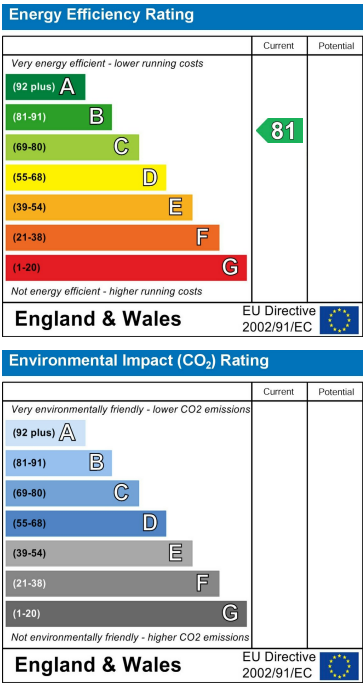 Energy Efficiency Rating
Current Potential
Very energy efficient - lower running costs
(92 plus) A
(81-91) B
81
(69-80) C
(55-68) D
(39-54) E
(21-38) F
(1-20) G
Not energy efficient - higher running costs
England & Wales
EU Directive
2002/91/EC
Environmental Impact (CO₂) Rating
Current Potential
Very environmentally friendly - lower CO2 emissions
(92 plus) A
(81-91) B
(69-80) C
(55-68) D
(39-54) E
(21-38) F
(1-20) G
Not environmentally friendly - higher CO2 emissions
England & Wales
EU Directive
2002/91/EC